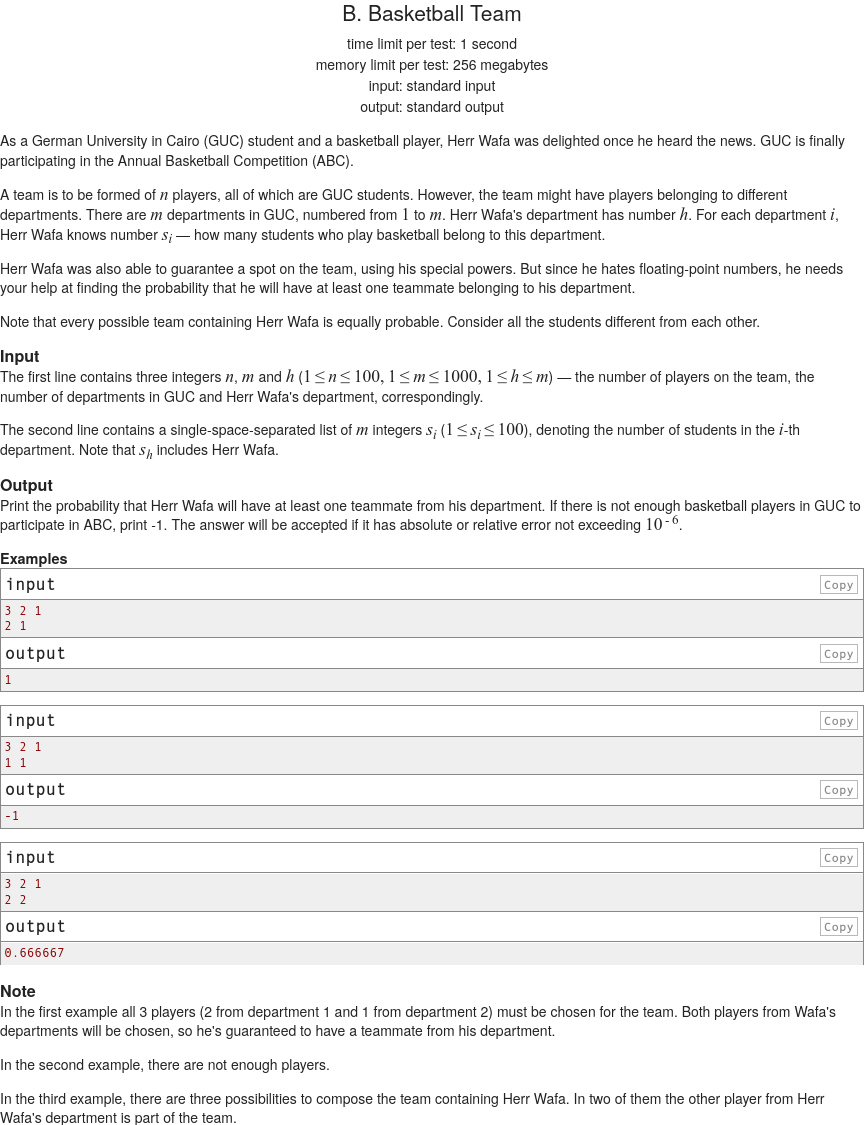 B. Basketball Team
time limit per test: 1 second
memory limit per test: 256 megabytes
input: standard input
output: standard output
As a German University in Cairo (GUC) student and a basketball player, Herr Wafa was delighted once he heard the news. GUC is finally
participating in the Annual Basketball Competition (ABC).
A team is to be formed of n players, all of which are GUC students. However, the team might have players belonging to different
departments. There are m departments in GUC, numbered from 1 to m. Herr Wafa's department has number h. For each department i,
Herr Wafa knows number s_i — how many students who play basketball belong to this department.
Herr Wafa was also able to guarantee a spot on the team, using his special powers. But since he hates floating-point numbers, he needs
your help at finding the probability that he will have at least one teammate belonging to his department.
Note that every possible team containing Herr Wafa is equally probable. Consider all the students different from each other.
Input
The first line contains three integers n, m and h (1 ≤ n ≤ 100, 1 ≤ m ≤ 1000, 1 ≤ h ≤ m) — the number of players on the team, the
number of departments in GUC and Herr Wafa's department, correspondingly.
The second line contains a single-space-separated list of m integers s_i (1 ≤ s_i ≤ 100), denoting the number of students in the i-th
department. Note that s_h includes Herr Wafa.
Output
Print the probability that Herr Wafa will have at least one teammate from his department. If there is not enough basketball players in GUC to
participate in ABC, print -1. The answer will be accepted if it has absolute or relative error not exceeding 10^{-6}.
Examples
input Copy
3 2 1
2 1
output Copy
1
input Copy
3 2 1
1 1
output Copy
-1
input Copy
3 2 1
2 2
output Copy
0.666667
Note
In the first example all 3 players (2 from department 1 and 1 from department 2) must be chosen for the team. Both players from Wafa's
departments will be chosen, so he's guaranteed to have a teammate from his department.
In the second example, there are not enough players.
In the third example, there are three possibilities to compose the team containing Herr Wafa. In two of them the other player from Herr
Wafa's department is part of the team.